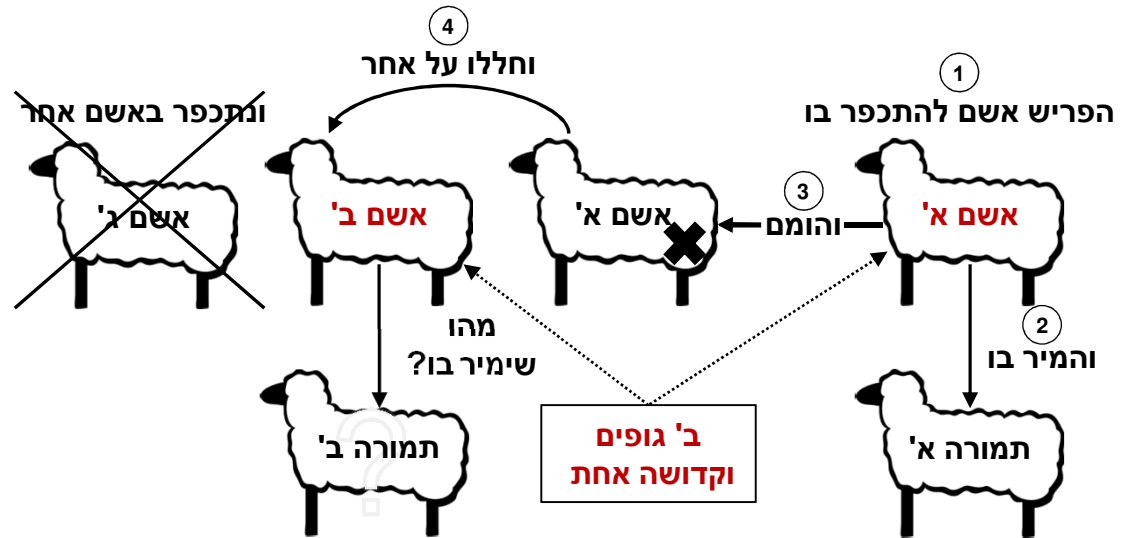 1
הפריש אשם להתכפר בו
אשם א'
2
והמיר בו
תמורה א'
3
והומם
אשם א'
4
וחללו על אחר
אשם ב'
מהו
שימיר בו?
תמורה ב'
?
ב' גופים
וקדושה אחת
ונתכפר באשם אחר
אשם ג'